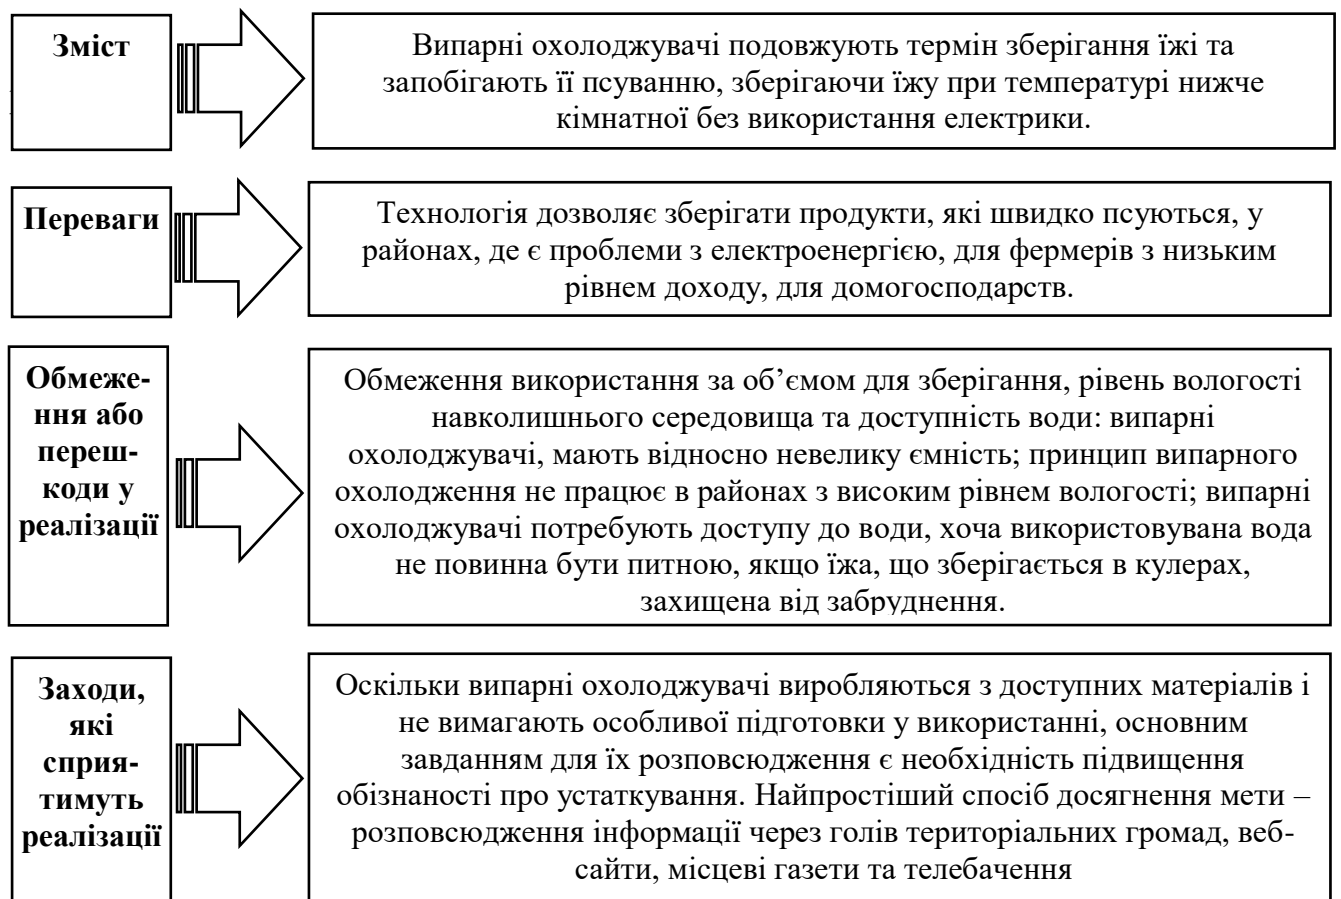 Зміст
Випарні охолоджувачі подовжують термін зберігання їжі та
запобігають її псуванню, зберігаючи їжу при температурі нижче
кімнатної без використання електрики.
Переваги
Технологія дозволяє зберігати продукти, які швидко псуються, у
районах, де є проблеми з електроенергією, для фермерів з низьким
рівнем доходу, для домогосподарств.
Обмеже-
ння або
переш-
коди у
реалізації
Обмеження використання за об’ємом для зберігання, рівень вологості
навколишнього середовища та доступність води: випарні
охолоджувачі, мають відносно невелику ємність; принцип випарного
охолодження не працює в районах з високим рівнем вологості; випарні
охолоджувачі потребують доступу до води, хоча використовувана вода
не повинна бути питною, якщо їжа, що зберігається в кулерах,
захищена від забруднення.
Заходи,
які
сприя-
тимуть
реалізації
Оскільки випарні охолоджувачі виробляються з доступних матеріалів і
не вимагають особливої підготовки у використанні, основним
завданням для їх розповсюдження є необхідність підвищення
обізнаності про устаткування. Найпростіший спосіб досягнення мети –
розповсюдження інформації через голів територіальних громад, веб-
сайти, місцеві газети та телебачення